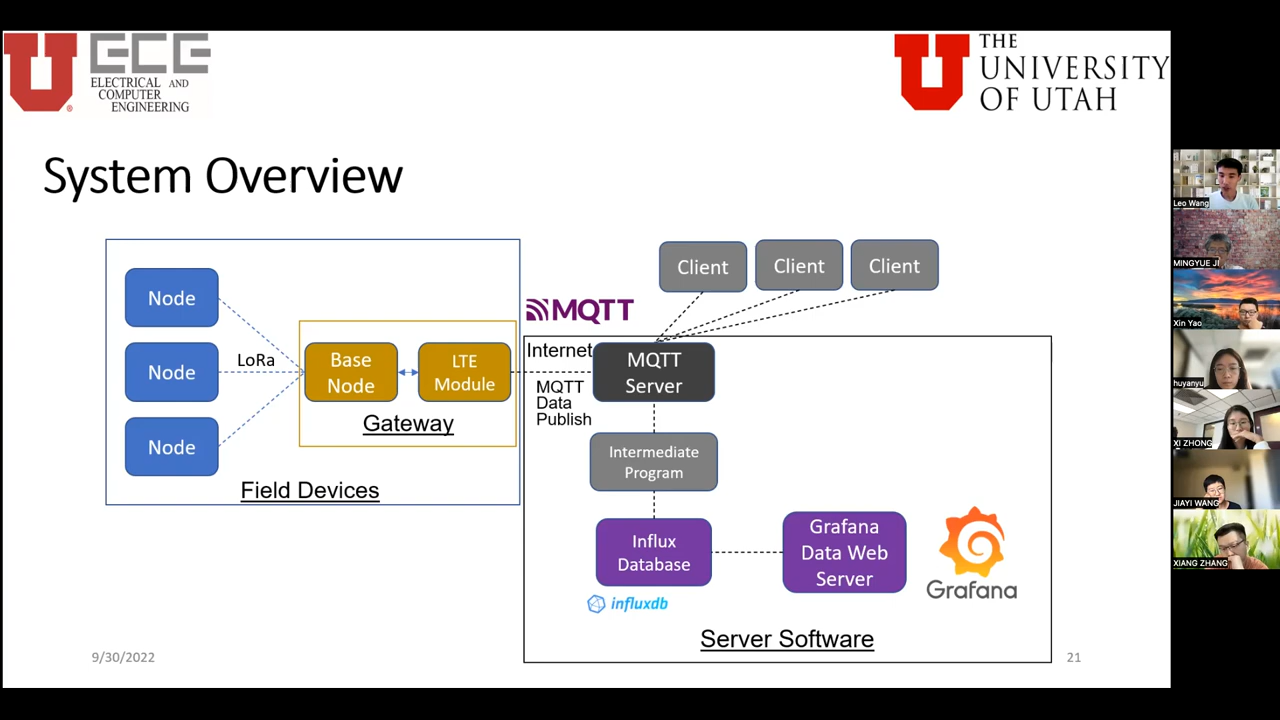 U ECE
ELECTRICAL AND
COMPUTER
ENGINEERING
®
U THE
UNIVERSITY
OF UTAH
System Overview
Node
Node
Node
LoRa
Base
Node
LTE
Module
Gateway
Field Devices
MQTT
Client
Client
Client
Internet
MQTT
Data
Publish
MQTT
Server
Intermediate
Program
Influx
Database
influxdb
Grafana
Data Web
Server
Grafana
Server Software
9/30/2022
21
Leo Wang
MINGYUE JI
Xin Yao
huyanyu
XI ZHONG
JIAYI WANG
XIANG ZHANG